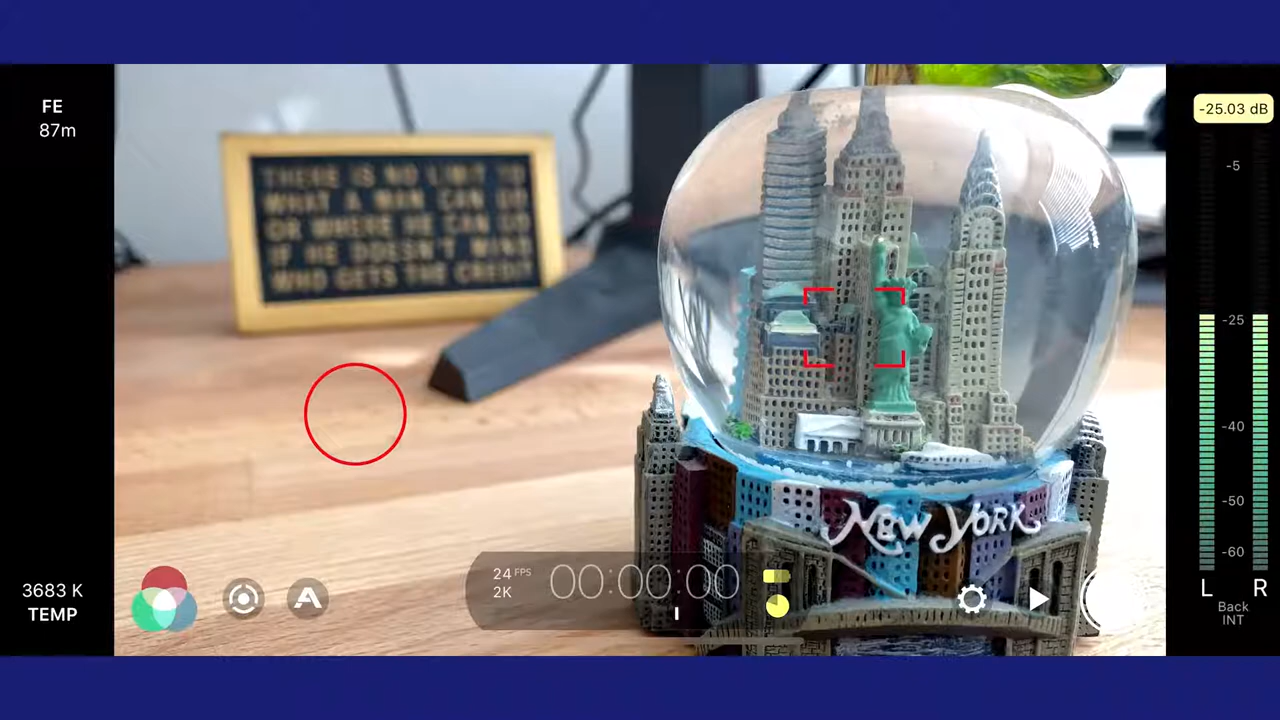 FE
87m
-25.03 dB
-5
-25
-40
-50
-60
L R
Back
INT
3683 K
TEMP
24 FPS
2K
00:00:00
THERE IS NO LIMIT TO
WHAT A MAN CAN DO
OR WHERE HE CAN GO
IF HE DOESN'T MIND
WHO GETS THE CREDIT
NEW YORK